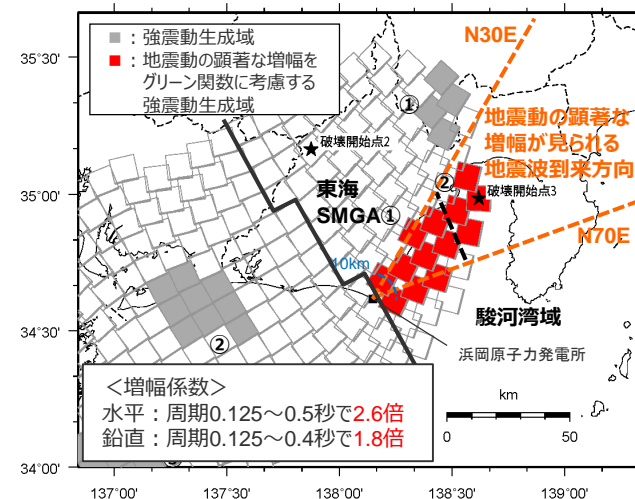 ■：強震動生成域
■：地震動の顕著な増幅を
グリーン関数に考慮する
強震動生成域
N30E
地震動の顕著な
増幅が見られる
地震波到来方向
N70E
①
②
破壊開始点2
破壊開始点3
東海
SMGA①
10km
駿河湾域
浜岡原子力発電所
②
＜増幅係数＞
水平：周期0.125～0.5秒で2.6倍
鉛直：周期0.125～0.4秒で1.8倍
km
0 50
35°30'
35°00'
34°30'
34°00'
137°00' 137°30' 138°00' 138°30' 139°00'